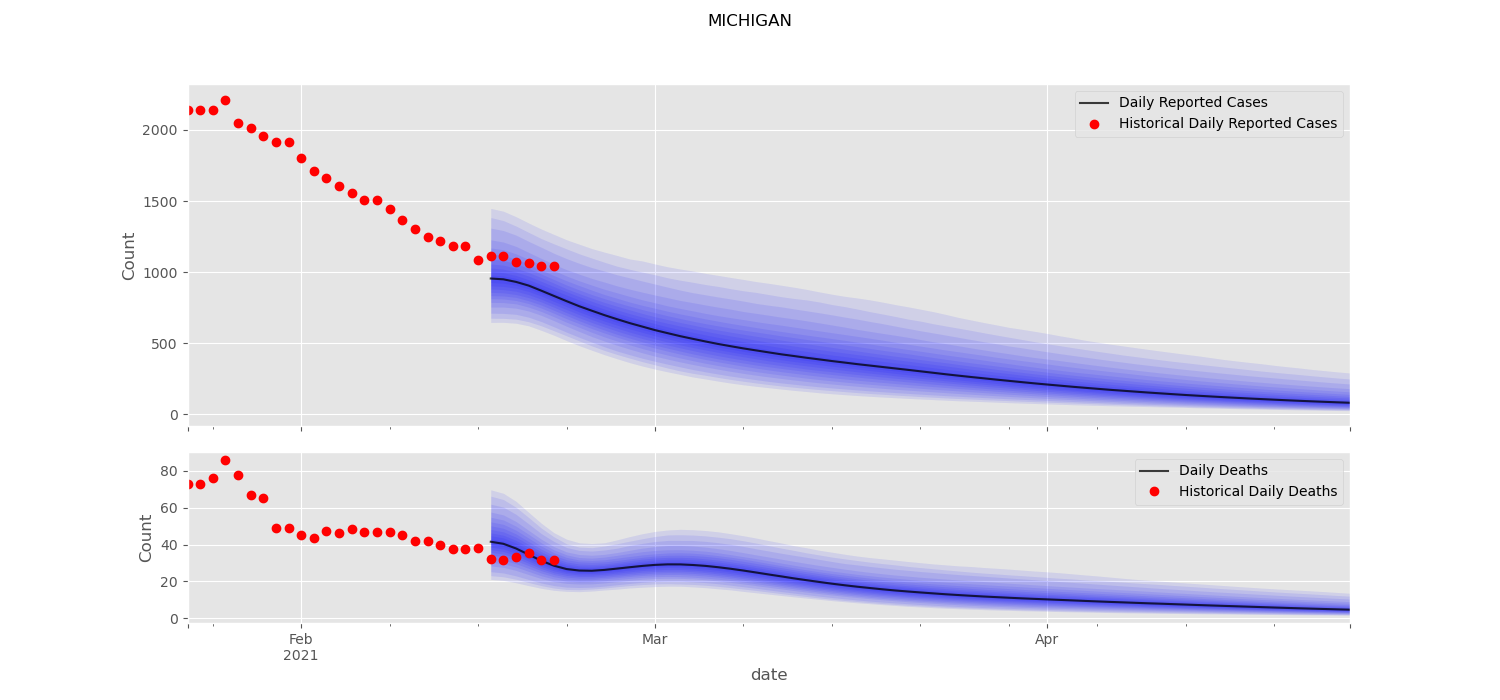 MICHIGAN
Daily Reported Cases
Historical Daily Reported Cases
2000
1500
1000
500
0
Count
Daily Deaths
Historical Daily Deaths
80
60
40
20
0
Count
Feb
2021
Mar
Apr
date